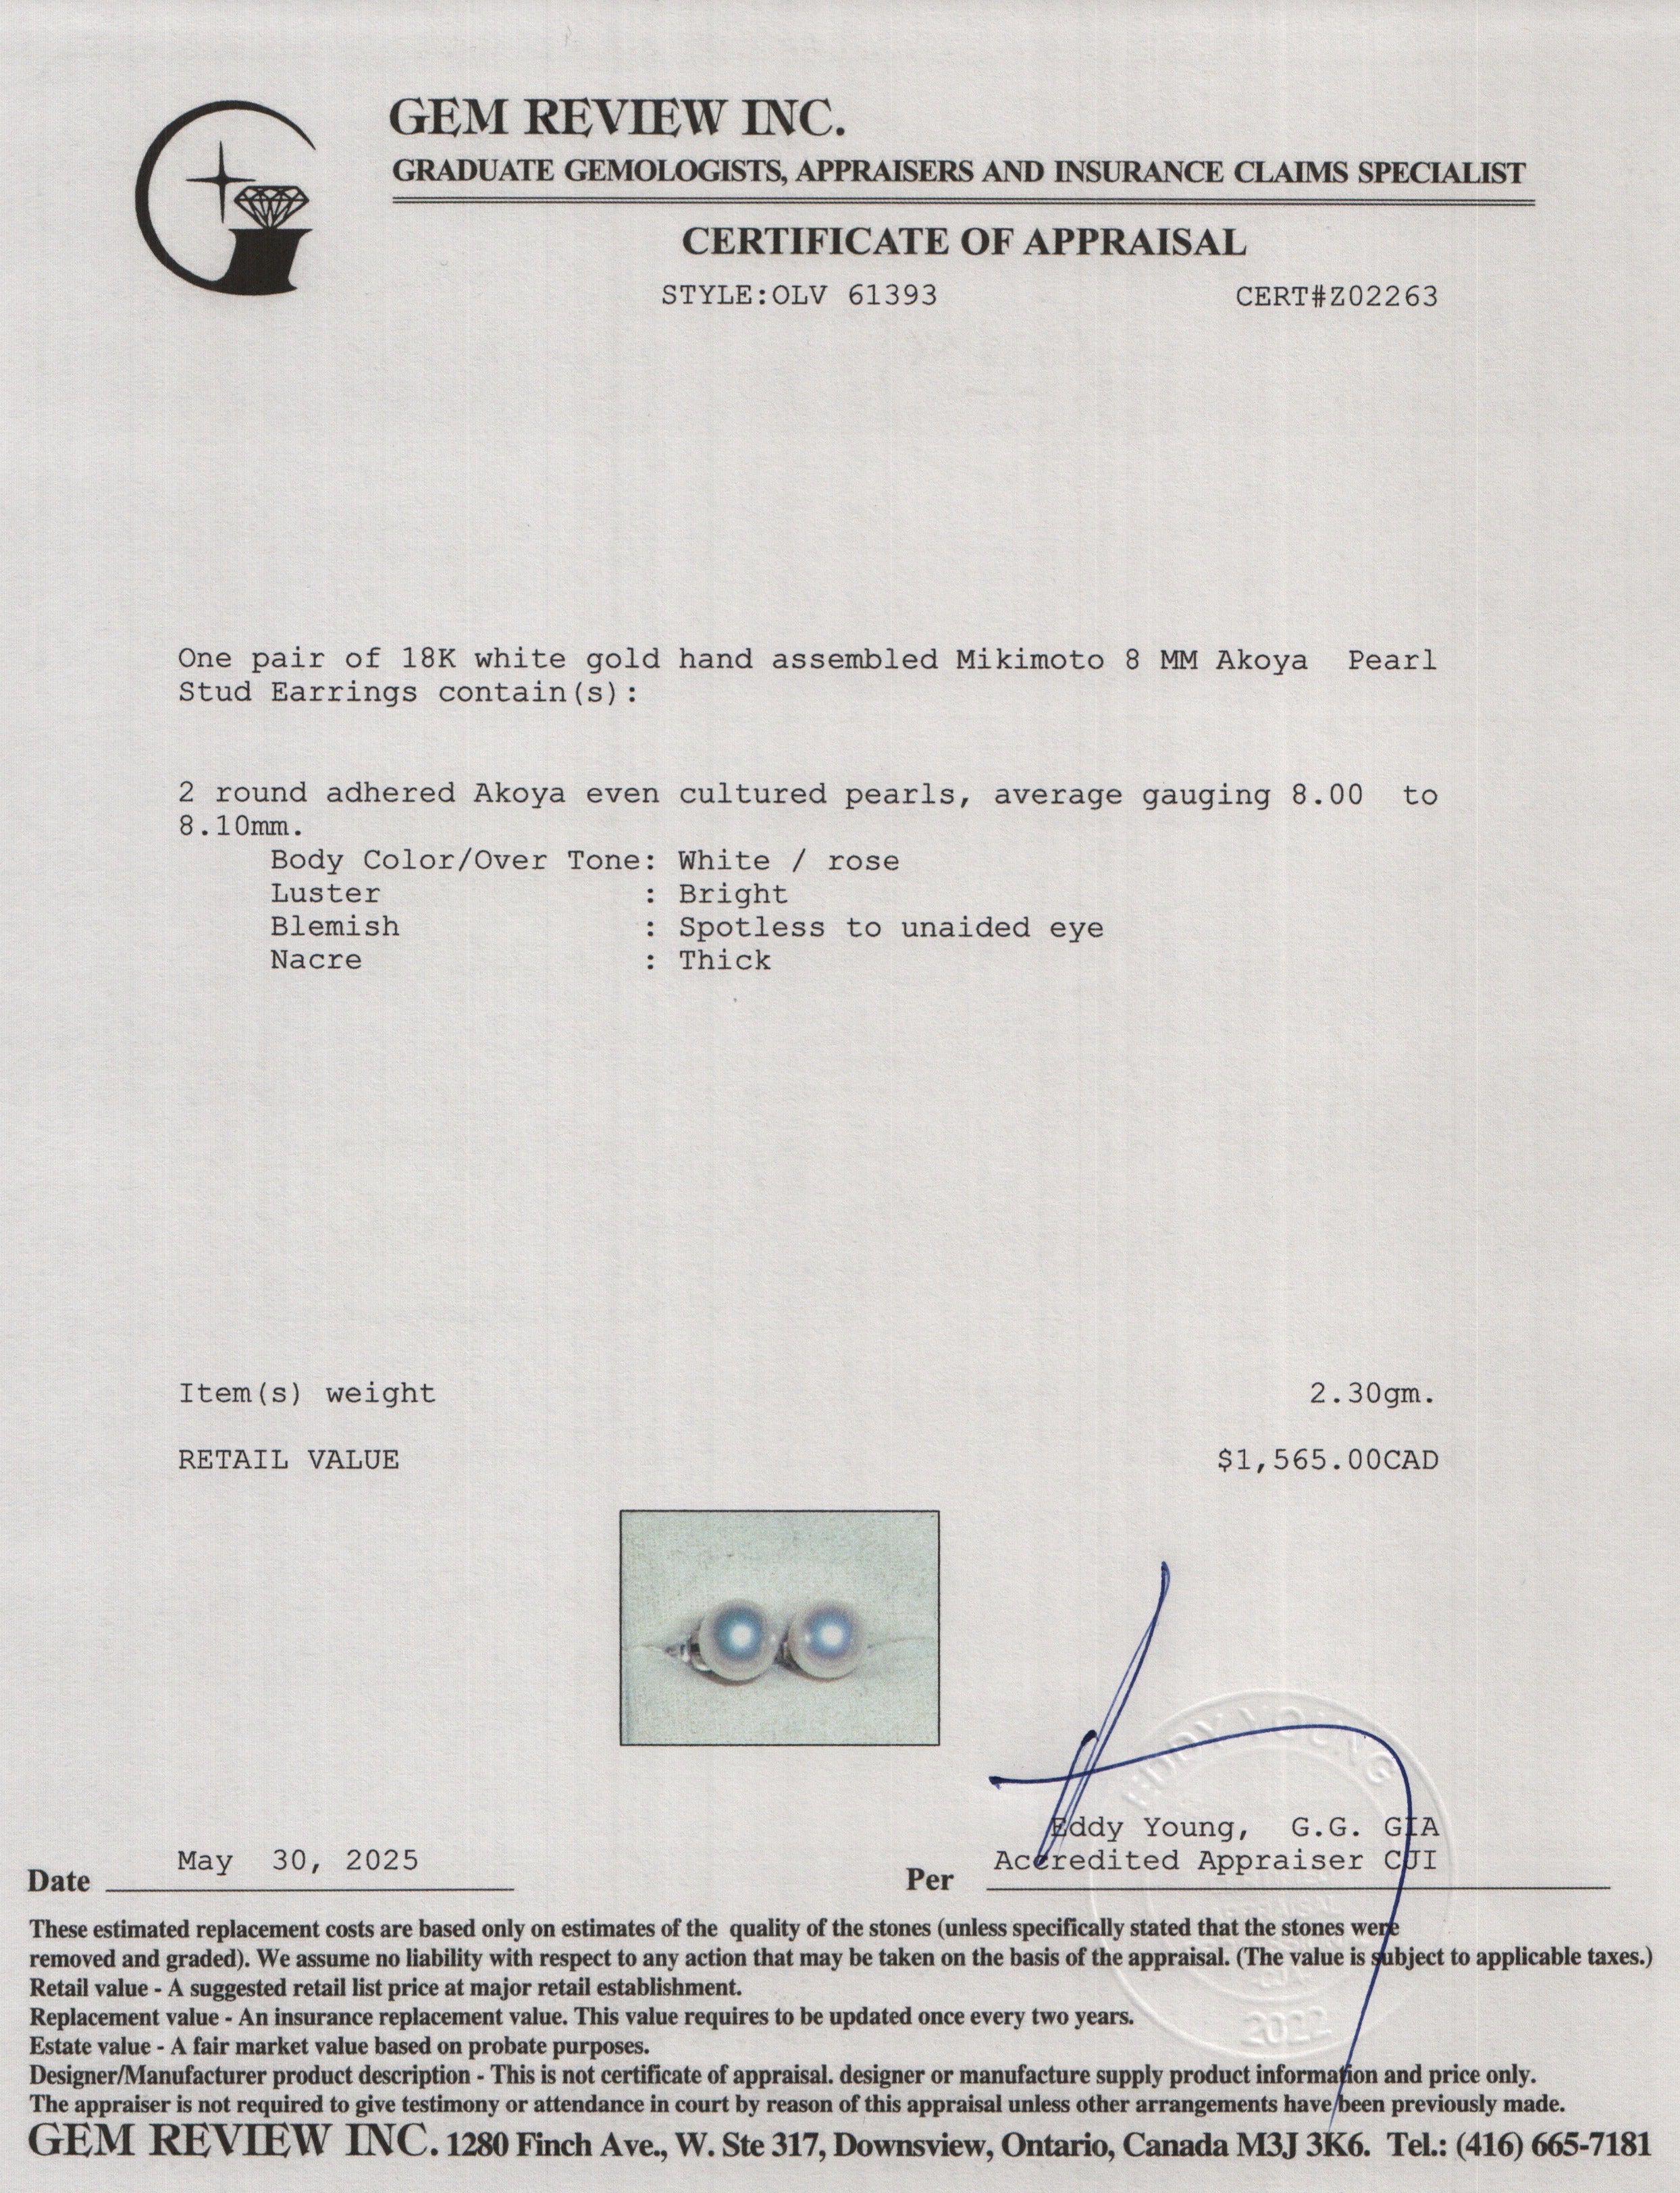 GEM REVIEW INC.
GRADUATE GEMOLOGISTS, APPRAISERS AND INSURANCE CLAIMS SPECIALIST
CERTIFICATE OF APPRAISAL
STYLE:OLV 61393 CERT#Z02263
One pair of 18K white gold hand assembled Mikimoto 8 MM Akoya Pearl
Stud Earrings contain(s):
2 round adhered Akoya even cultured pearls, average gauging 8.00 to
8.10mm.
Body Color/Over Tone: White / rose
Luster : Bright
Blemish : Spotless to unaided eye
Nacre : Thick
Item(s) weight 2.30gm.
RETAIL VALUE $1,565.00CAD
EDDY YOUNG
Eddy Young, G.G. GIA
Date May 30, 2025 Per Accredited Appraiser CJI
2022
These estimated replacement costs are based only on estimates of the quality of the stones (unless specifically stated that the stones were
removed and graded). We assume no liability with respect to any action that may be taken on the basis of the appraisal. (The value is subject to applicable taxes.)
Retail value - A suggested retail list price at major retail establishment.
Replacement value - An insurance replacement value. This value requires to be updated once every two years.
Estate value - A fair market value based on probate purposes.
Designer/Manufacturer product description - This is not certificate of appraisal. designer or manufacture supply product information and price only.
The appraiser is not required to give testimony or attendance in court by reason of this appraisal unless other arrangements have been previously made.
GEM REVIEW INC. 1280 Finch Ave., W. Ste 317, Downsview, Ontario, Canada M3J 3K6. Tel.: (416) 665-7181